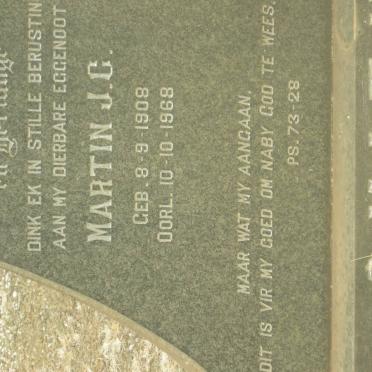 DINK EK IN STILLE BERUSTIN
AAN MY DIERBARE EGGENOOT
MARTIN J.G.
GEB. 8-9-1908
OORL. 10-10-1968
MAAR WAT MY AANGAAN,
DIT IS VIR MY GOED OM NABY GOD TE WEES.
PS. 73-28